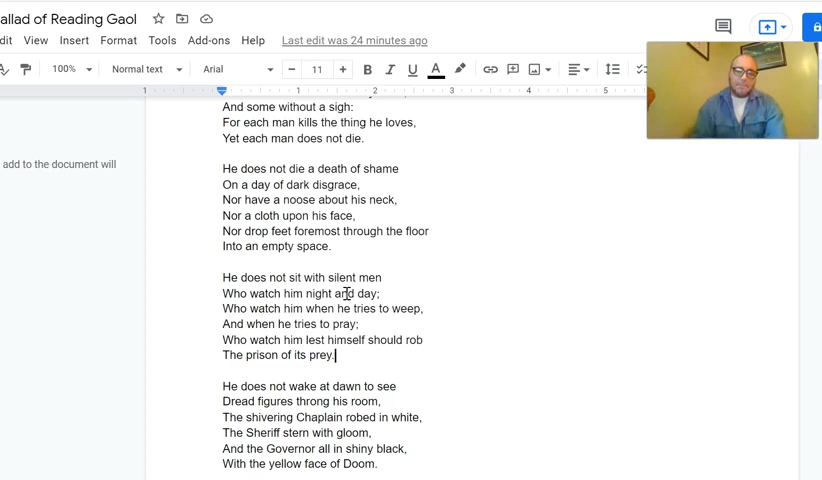 allad of Reading Gaol
dit View Insert Format Tools Add-ons Help Last edit was 24 minutes ago
100% Normal text Arial 11 B I U A
1 1 2 3 4 5
And some without a sigh:
For each man kills the thing he loves,
Yet each man does not die.
add to the document will
He does not die a death of shame
On a day of dark disgrace,
Nor have a noose about his neck,
Nor a cloth upon his face,
Nor drop feet foremost through the floor
Into an empty space.
He does not sit with silent men
Who watch him night and day;
Who watch him when he tries to weep,
And when he tries to pray;
Who watch him lest himself should rob
The prison of its prey.
He does not wake at dawn to see
Dread figures throng his room,
The shivering Chaplain robed in white,
The Sheriff stern with gloom,
And the Governor all in shiny black,
With the yellow face of Doom.